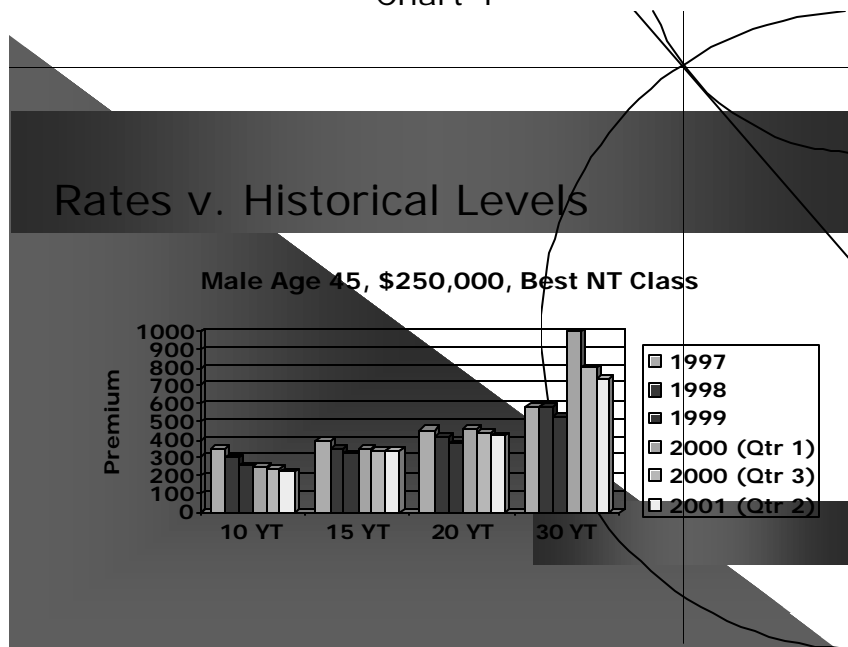 Chart 1
Rates v. Historical Levels
Male Age 45, $250,000, Best NT Class
Premium
1000
900
800
700
600
500
400
300
200
100
0
10 YT 15 YT 20 YT 30 YT
1997
1998
1999
2000 (Qtr 1)
2000 (Qtr 3)
2001 (Qtr 2)